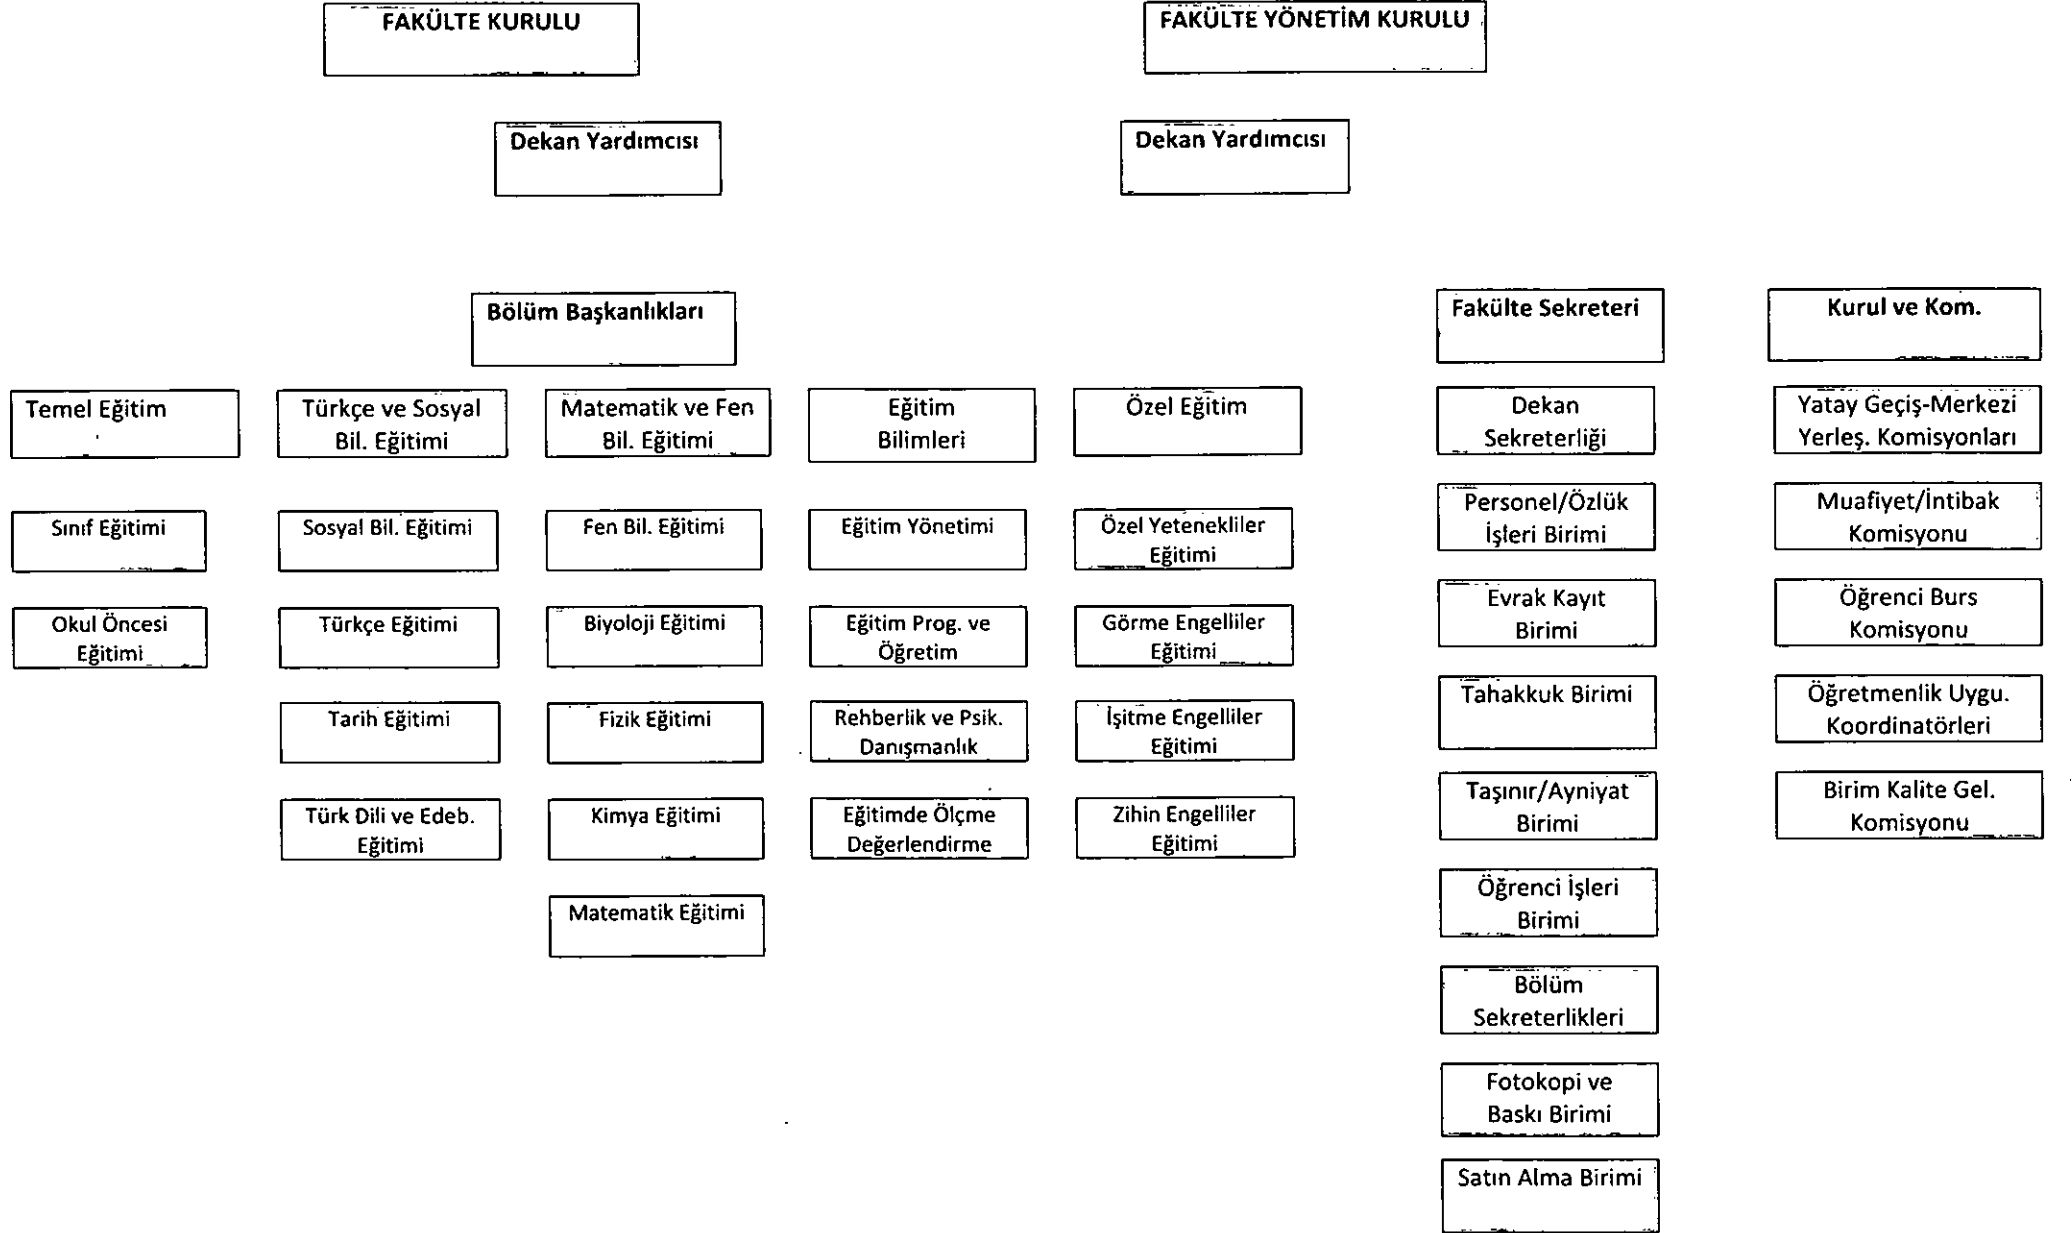 FAKÜLTE KURULU
FAKÜLTE YÖNETİM KURULU
Dekan Yardımcısı
Dekan Yardımcısı
Bölüm Başkanlıkları
Fakülte Sekreteri
Kurul ve Kom.
Temel Eğitim
Türkçe ve Sosyal
Bil. Eğitimi
Matematik ve Fen
Bil. Eğitimi
Eğitim
Bilimleri
Özel Eğitim
Dekan
Sekreterliği
Yatay Geçiş-Merkezi
Yerleş. Komisyonları
Sınıf Eğitimi
Sosyal Bil. Eğitimi
Fen Bil. Eğitimi
Eğitim Yönetimi
Özel Yetenekliler
Eğitimi
Personel/Özlük
İşleri Birimi
Muafiyet/İntibak
Komisyonu
Okul Öncesi
Eğitimi
Türkçe Eğitimi
Biyoloji Eğitimi
Eğitim Prog. ve
Öğretim
Görme Engelliler
Eğitimi
Evrak Kayıt
Birimi
Öğrenci Burs
Komisyonu
Tarih Eğitimi
Fizik Eğitimi
Rehberlik ve Psik.
Danışmanlık
İşitme Engelliler
Eğitimi
Tahakkuk Birimi
Öğretmenlik Uygu.
Koordinatörleri
Türk Dili ve Edeb.
Eğitimi
Kimya Eğitimi
Eğitimde Ölçme
Değerlendirme
Zihin Engelliler
Eğitimi
Taşınır/Ayniyat
Birimi
Birim Kalite Gel.
Komisyonu
Matematik Eğitimi
Öğrenci İşleri
Birimi
Bölüm
Sekreterlikleri
Fotokopi ve
Baskı Birimi
Satın Alma Birimi